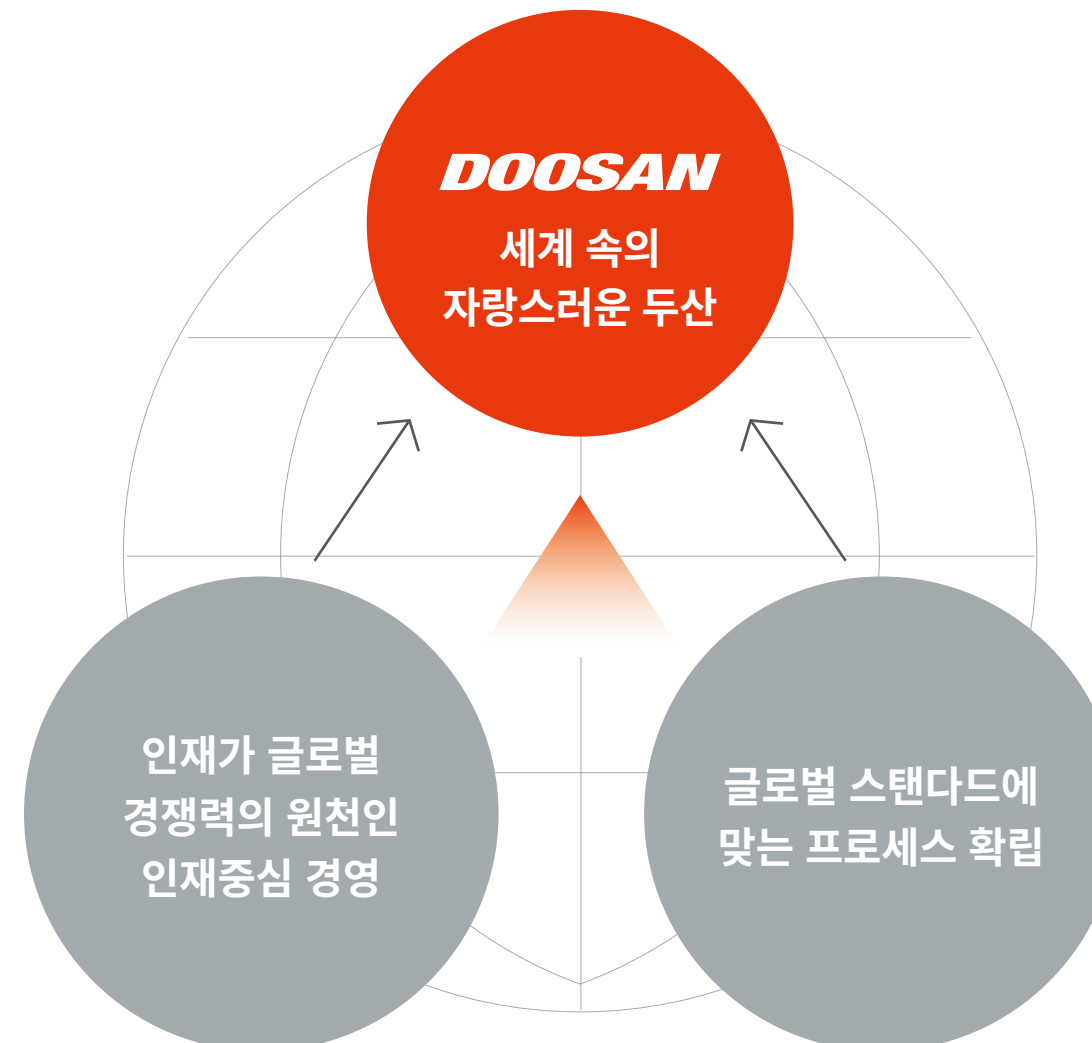 DOOSAN
세계 속의
자랑스러운 두산
인재가 글로벌
경쟁력의 원천인
인재중심 경영
글로벌 스탠다드에
맞는 프로세스 확립